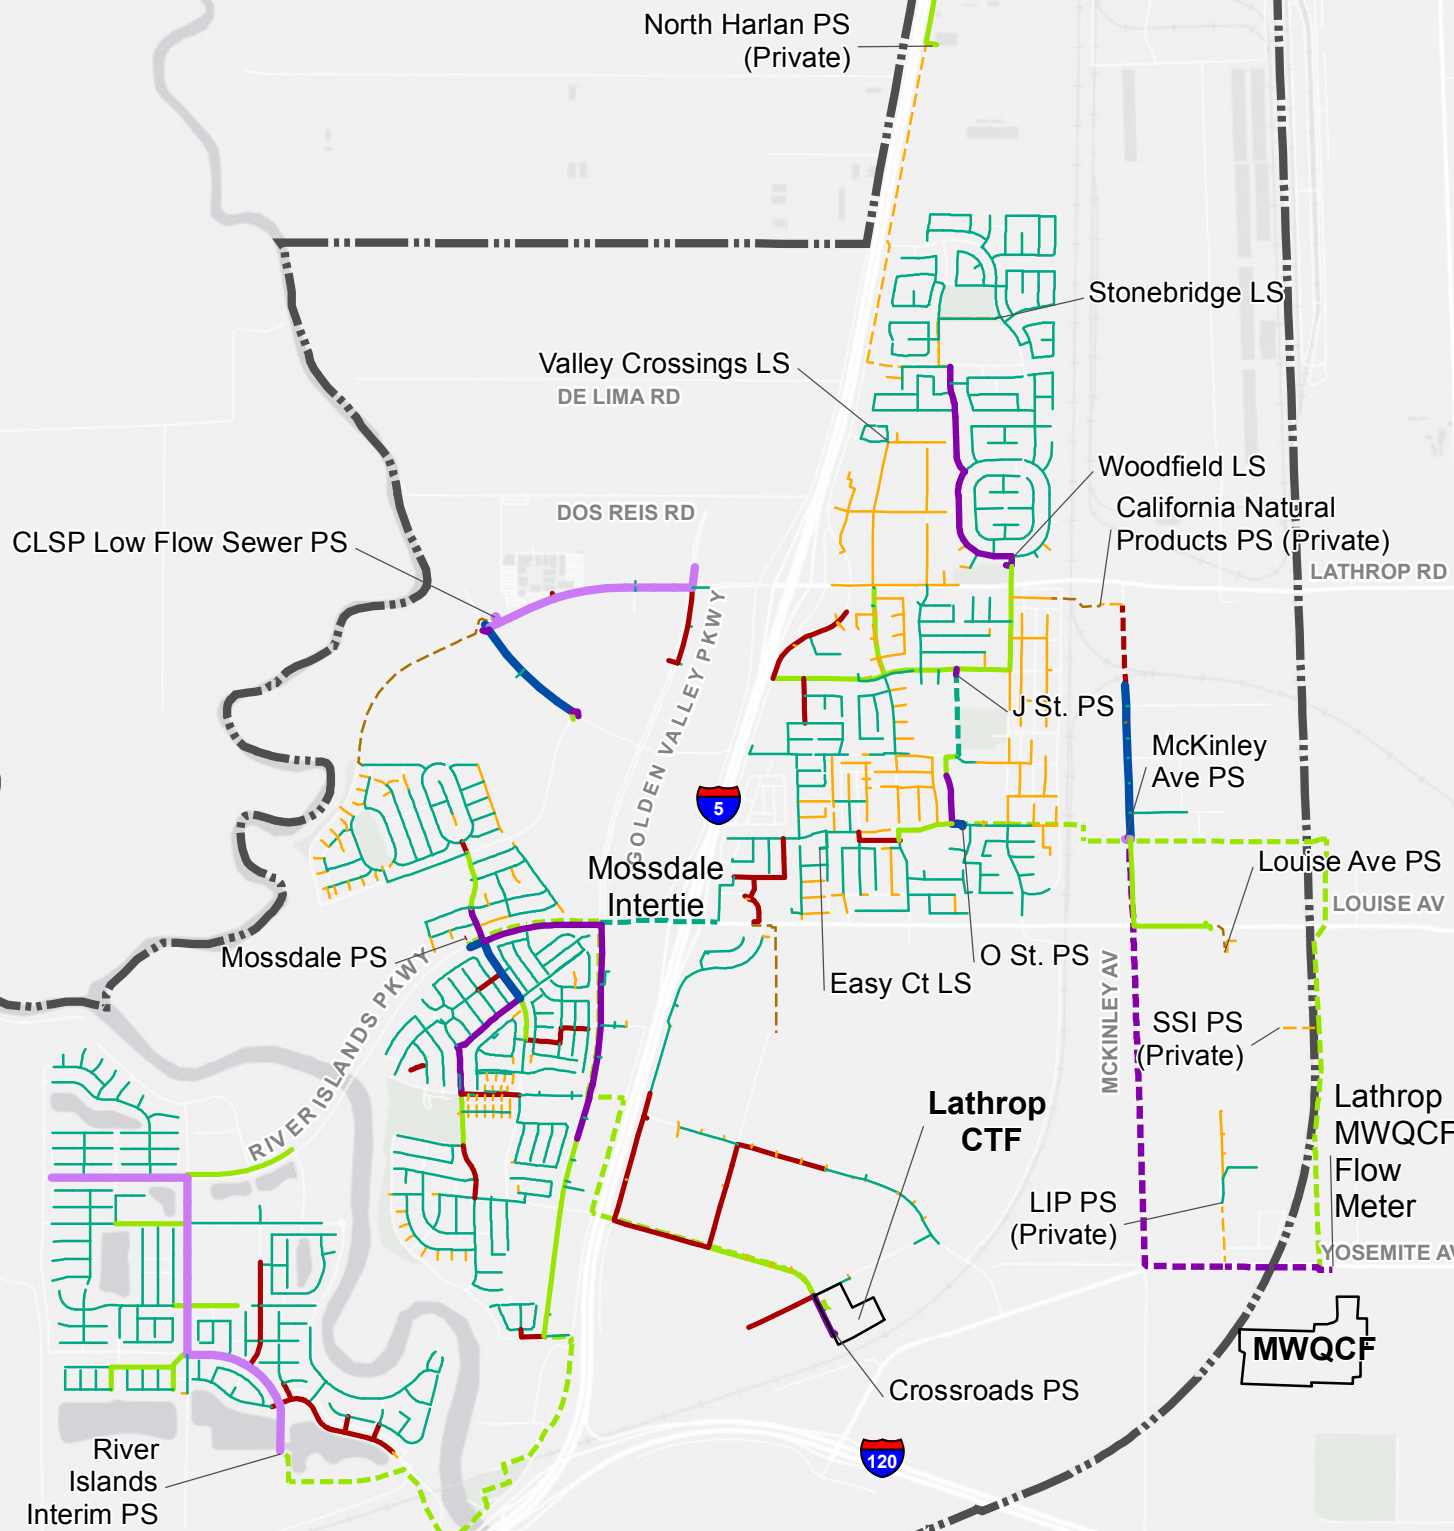 North Harlan PS
(Private)
Stonebridge LS
Valley Crossings LS
DE LIMA RD
Woodfield LS
California Natural
Products PS (Private)
DOS REIS RD
CLSP Low Flow Sewer PS
LATHROP RD
GOLDEN VALLEY PKWY
J St. PS
McKinley
Ave PS
5
Mossdale
Intertie
Louise Ave PS
LOUISE AV
Mossdale PS
O St. PS
Easy Ct LS
RIVER ISLANDS PKWY
MCKINLEY AV
SSI PS
(Private)
Lathrop
CTF
Lathrop
MWQCF
Flow
Meter
LIP PS
(Private)
YOSEMITE AV
MWQCF
Crossroads PS
River
Islands
Interim PS
120